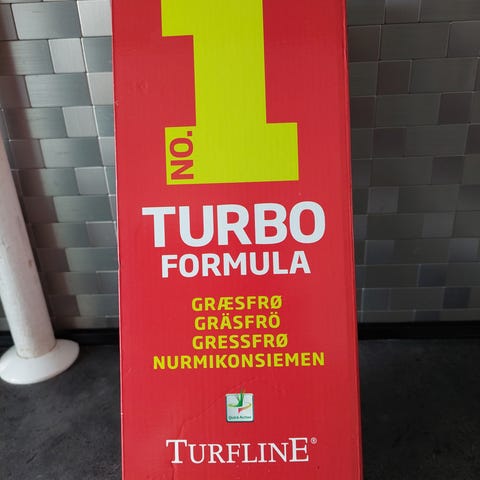 NO. 1
TURBO
FORMULA
GRÆSFRØ
GRÄSFRÖ
GRESSFRØ
NURMIKONSIEMEN
TURFLINE®